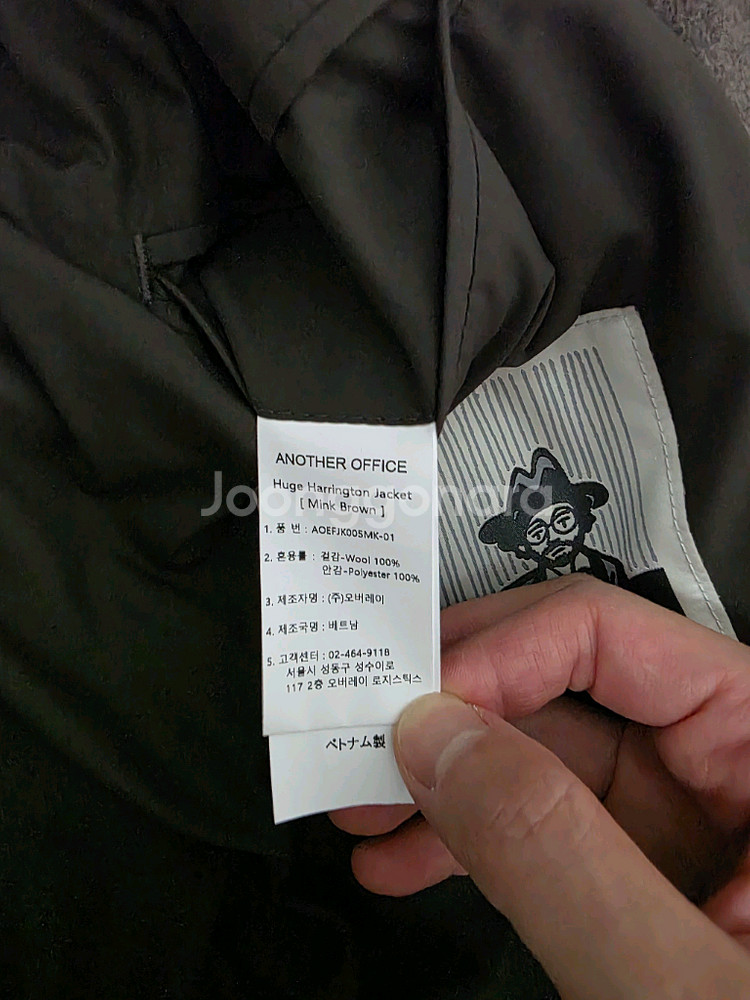 ANOTHER OFFICE
Huge Harrington Jacket
[ Mink Brown ]
1. 품 번 : AOEFJK005MK-01
2. 혼용률 : 겉감-Wool 100%
안감-Polyester 100%
3. 제조자명 : (주)오버레이
4. 제조국명 : 베트남
5. 고객센터 : 02-464-9118
서울시 성동구 성수이로
117 2층 오버레이 로지스틱스
ベトナム製
Joonggonara